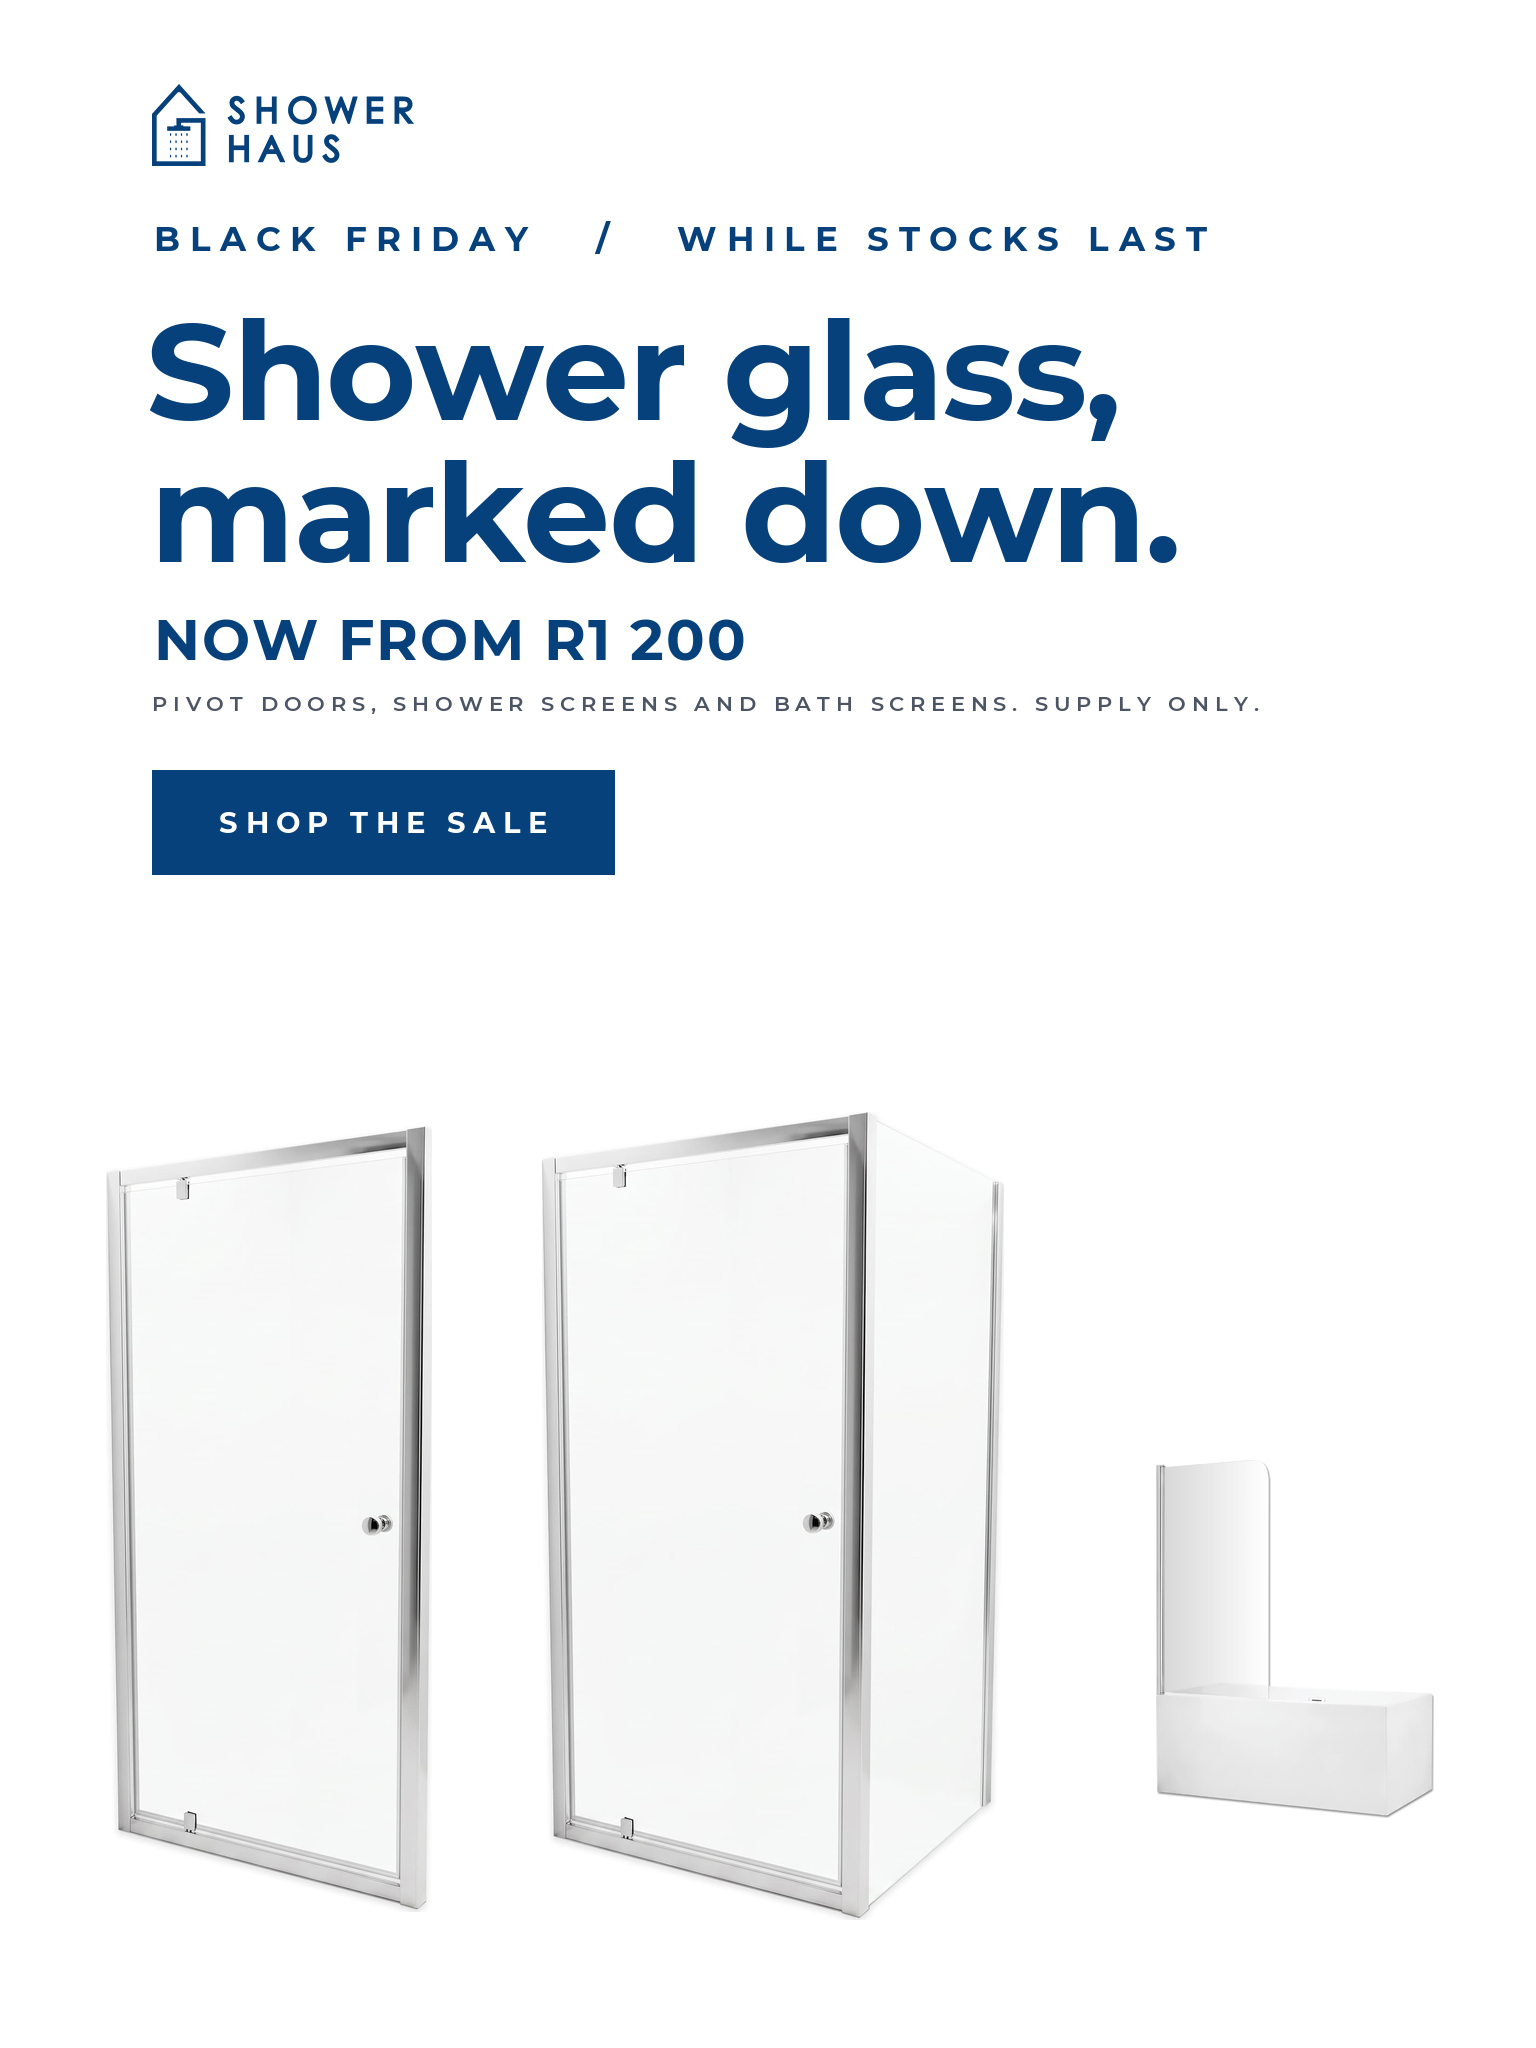 SHOWER
HAUS
BLACK FRIDAY / WHILE STOCKS LAST
Shower glass,
marked down.
NOW FROM R1 200
PIVOT DOORS, SHOWER SCREENS AND BATH SCREENS. SUPPLY ONLY.
SHOP THE SALE